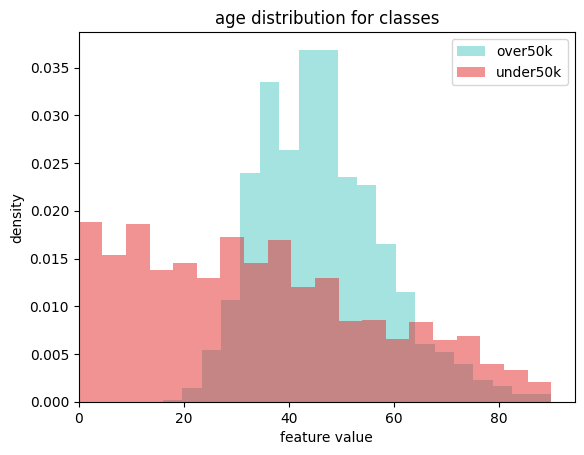 age distribution for classes
over50k
under50k
density
0.035
0.030
0.025
0.020
0.015
0.010
0.005
0.000
0 20 40 60 80
feature value